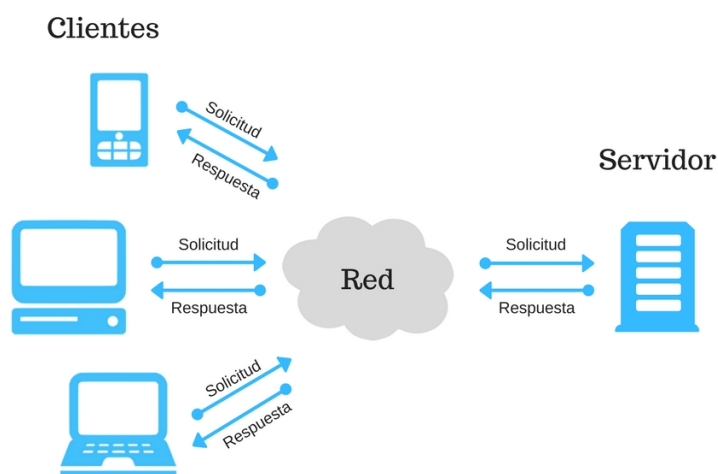 Clientes
Solicitud
Respuesta
Servidor
Solicitud
Respuesta
Red
Solicitud
Respuesta
Solicitud
Respuesta